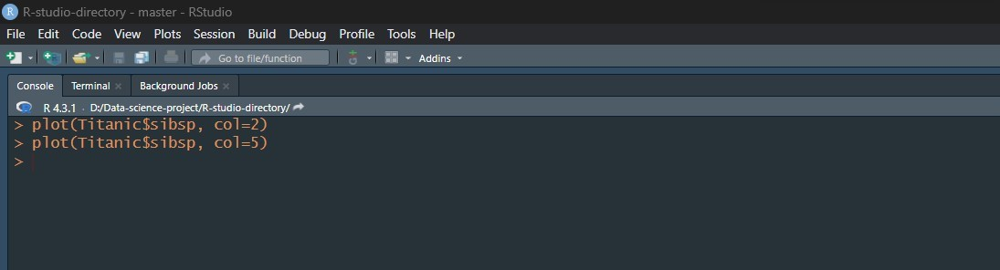 R R-studio-directory - master - RStudio
File Edit Code View Plots Session Build Debug Profile Tools Help
Go to file/function Addins
Console Terminal Background Jobs
R 4.3.1 · D:/Data-science-project/R-studio-directory/
> plot(Titanic$sibsp, col=2)
> plot(Titanic$sibsp, col=5)
>